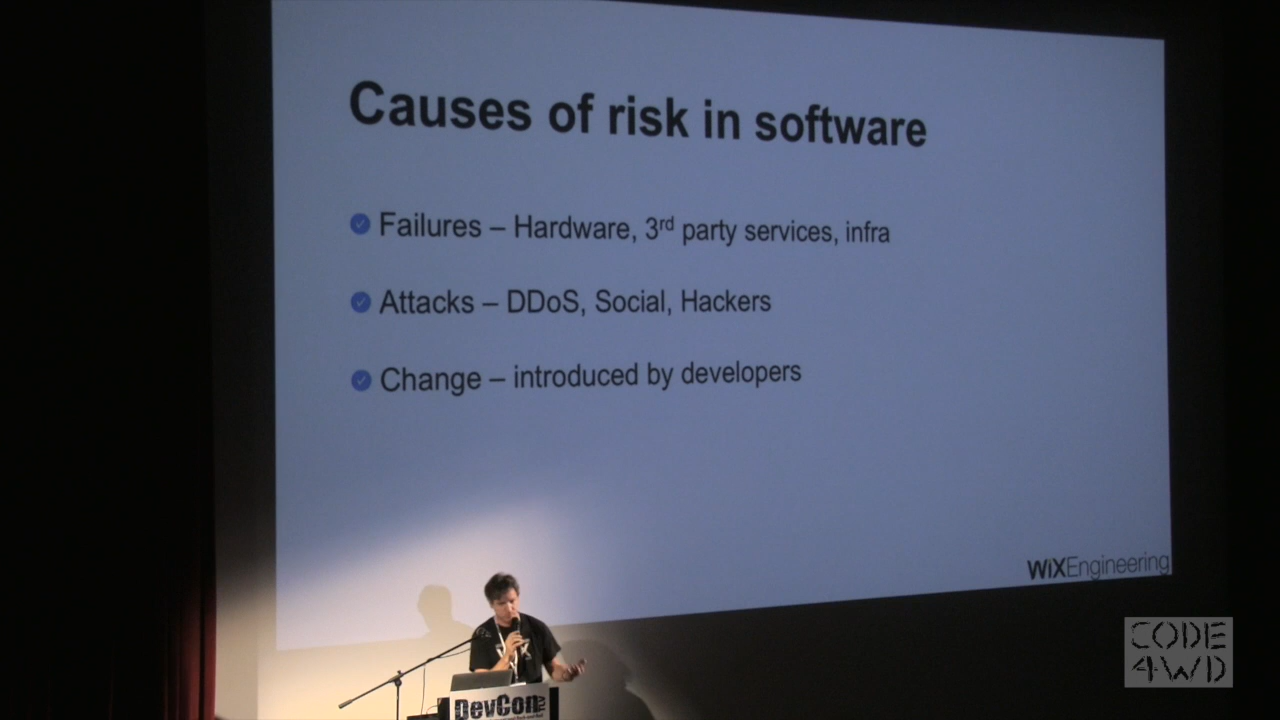 Causes of risk in software
Failures – Hardware, 3rd party services, infra
Attacks – DDoS, Social, Hackers
Change – introduced by developers
WiXEngineering
CODE
4WD
DevCon